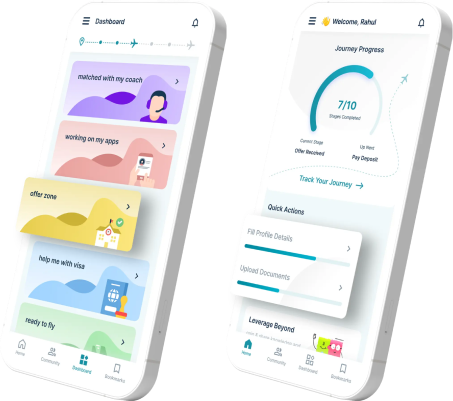 Dashboard
matched with my coach
working on my apps
offer zone
help me with visa
ready to fly
Home
Community
Dashboard
Bookmarks
Welcome, Rahul
Journey Progress
7/10
Stages Completed
Current Stage
Offer Received
Up Next
Pay Deposit
Track Your Journey
Quick Actions
Fill Profile Details
Upload Documents
Leverage Beyond
Home
Community
Dashboard
Bookmarks